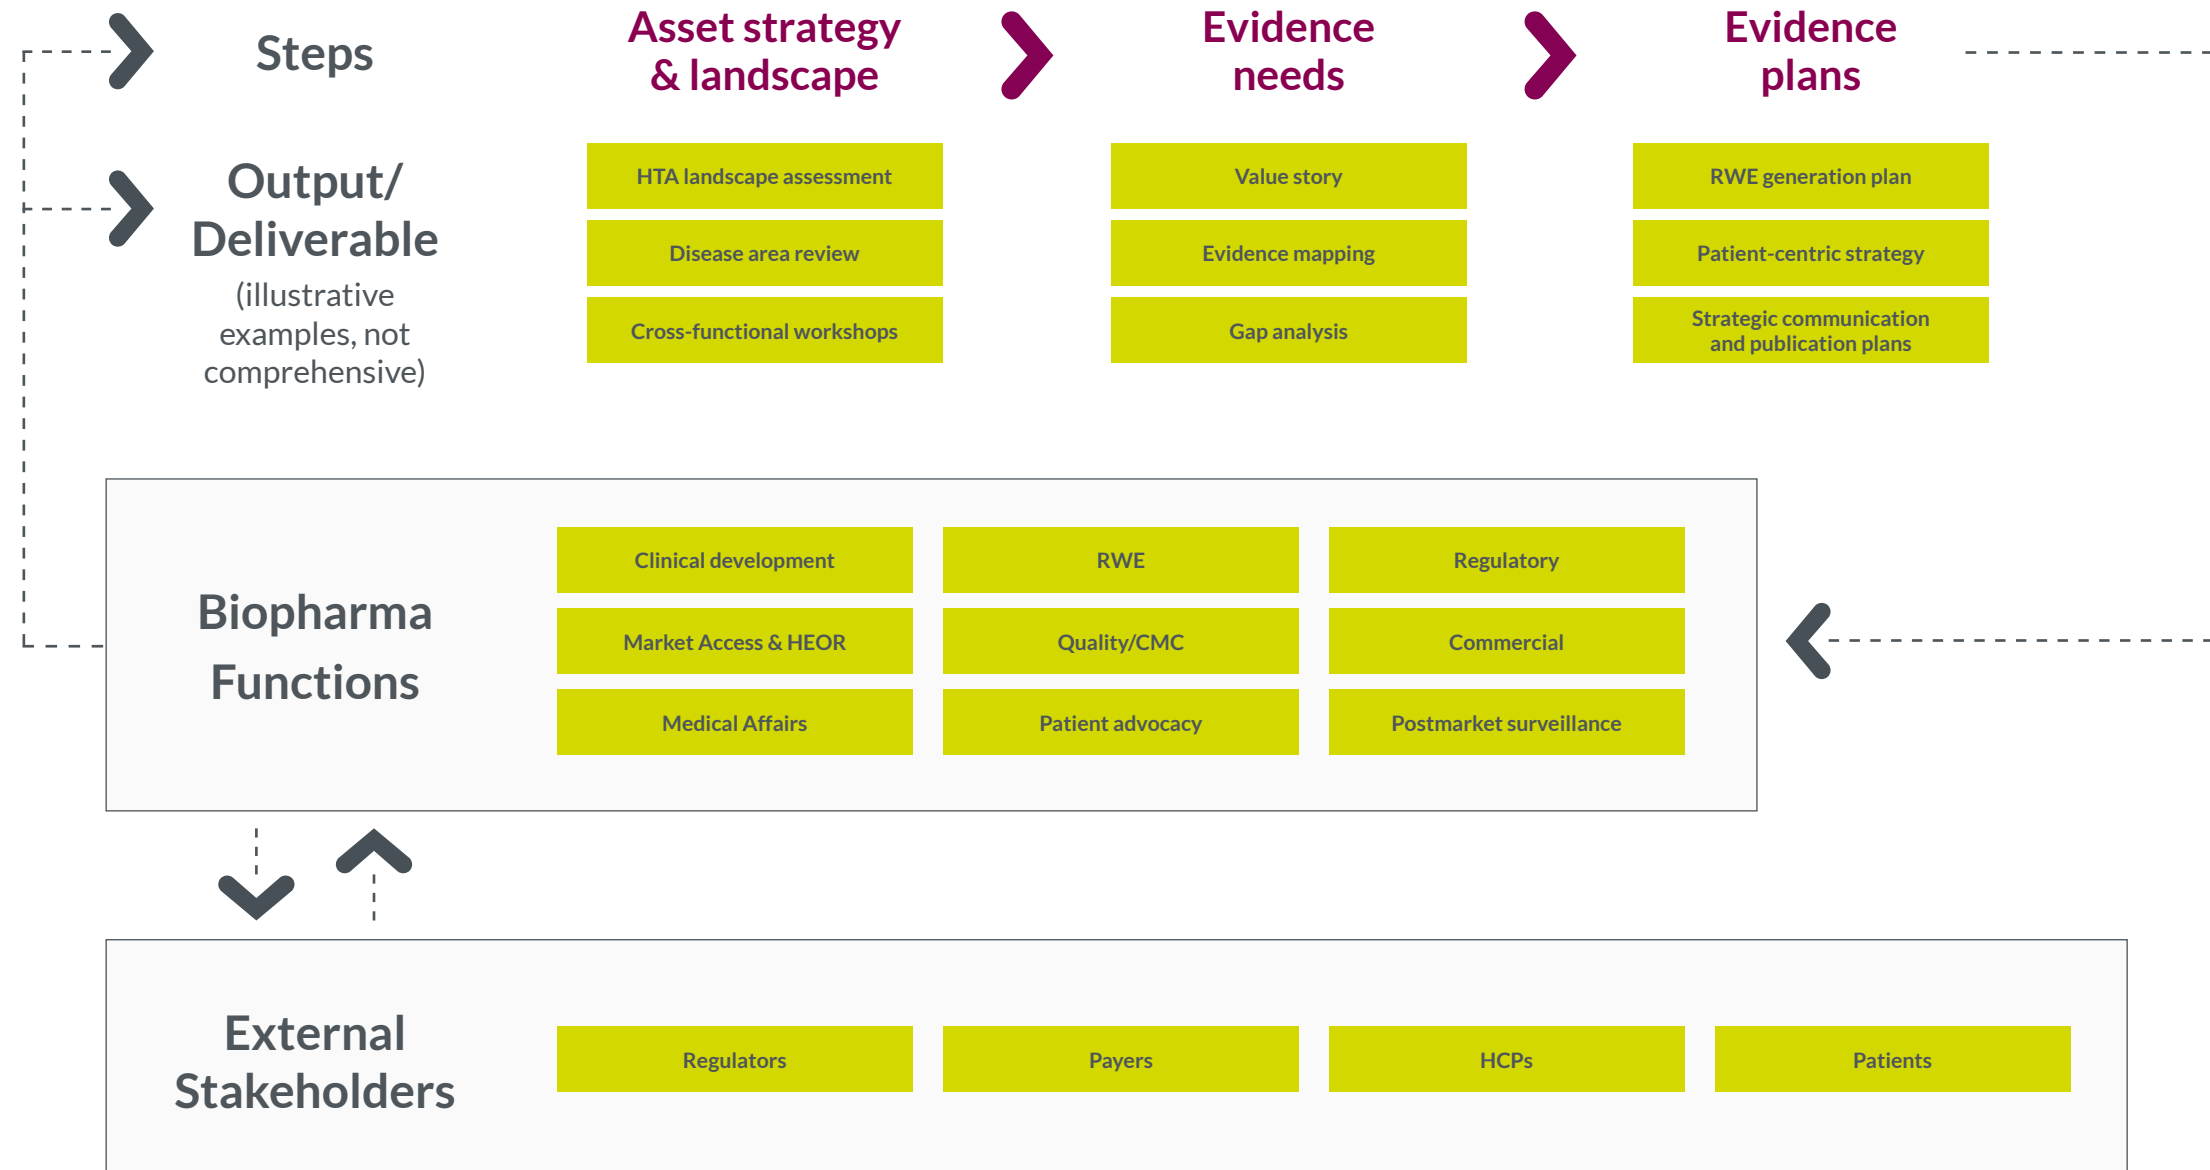 Steps
Asset strategy
& landscape
Evidence
needs
Evidence
plans
Output/
Deliverable
(illustrative
examples, not
comprehensive)
HTA landscape assessment
Value story
RWE generation plan
Disease area review
Evidence mapping
Patient-centric strategy
Cross-functional workshops
Gap analysis
Strategic communication
and publication plans
Biopharma
Functions
Clinical development
RWE
Regulatory
Market Access & HEOR
Quality/CMC
Commercial
Medical Affairs
Patient advocacy
Postmarket surveillance
External
Stakeholders
Regulators
Payers
HCPs
Patients